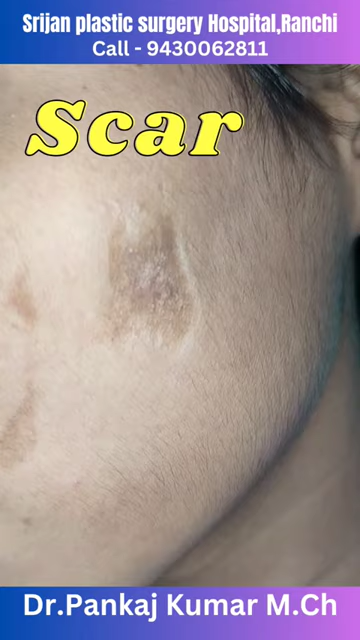 Srijan plastic surgery Hospital,Ranchi
Call - 9430062811
Scar
Dr.Pankaj Kumar M.Ch